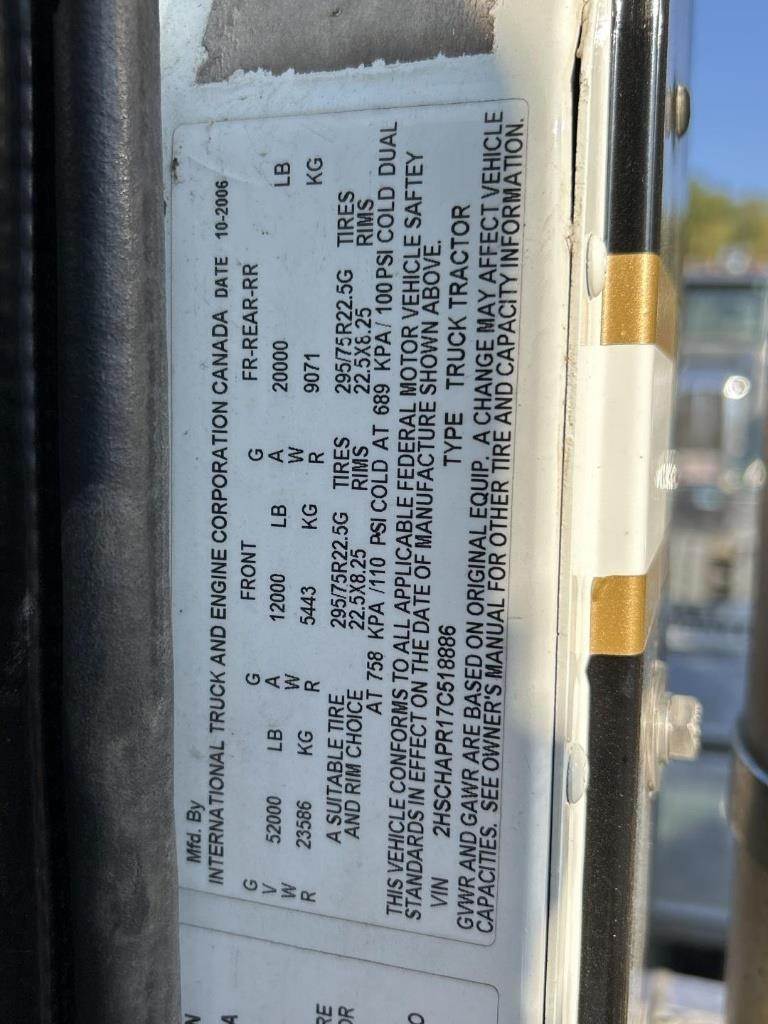 Mfd. By
INTERNATIONAL TRUCK AND ENGINE CORPORATION CANADA DATE 10-2006
G FRONT G FR-REAR-RR
G V W R 52000 LB 23586 KG
A W R 12000 LB 5443 KG
A W R 20000 LB 9071 KG
A SUITABLE TIRE 295/75R22.5G TIRES 295/75R22.5G TIRES
AND RIM CHOICE 22.5X8.25 RIMS 22.5X8.25 RIMS
AT 758 KPA /110 PSI COLD AT 689 KPA/ 100PSI COLD DUAL
THIS VEHICLE CONFORMS TO ALL APPLICABLE FEDERAL MOTOR VEHICLE SAFTEY
STANDARDS IN EFFECT ON THE DATE OF MANUFACTURE SHOWN ABOVE.
VIN 2HSCHAPR17C518886 TYPE TRUCK TRACTOR
GVWR AND GAWR ARE BASED ON ORIGINAL EQUIP. A CHANGE MAY AFFECT VEHICLE
CAPACITIES. SEE OWNER'S MANUAL FOR OTHER TIRE AND CAPACITY INFORMATION.